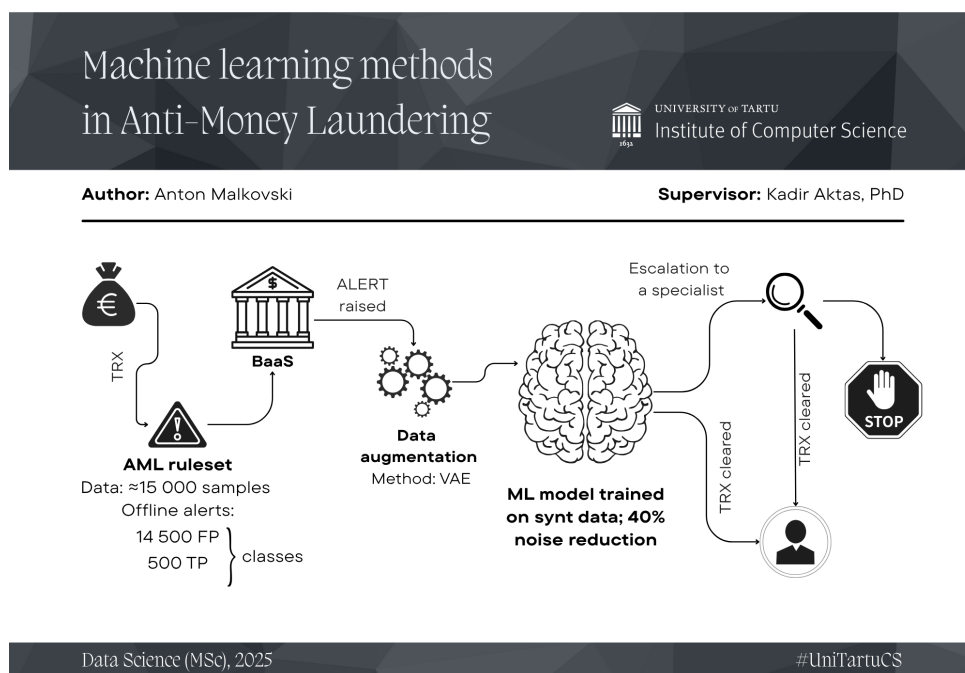 Machine learning methods
in Anti-Money Laundering
UNIVERSITY OF TARTU
Institute of Computer Science
1632
Author: Anton Malkovski
Supervisor: Kadir Aktas, PhD
€
TRX
$
BaaS
ALERT
raised
!
AML ruleset
Data: ≈15 000 samples
Offline alerts:
14 500 FP
500 TP
classes
Data
augmentation
Method: VAE
ML model trained
on synt data; 40%
noise reduction
Escalation to
a specialist
TRX cleared
TRX cleared
STOP
Data Science (MSc), 2025
#UniTartuCS